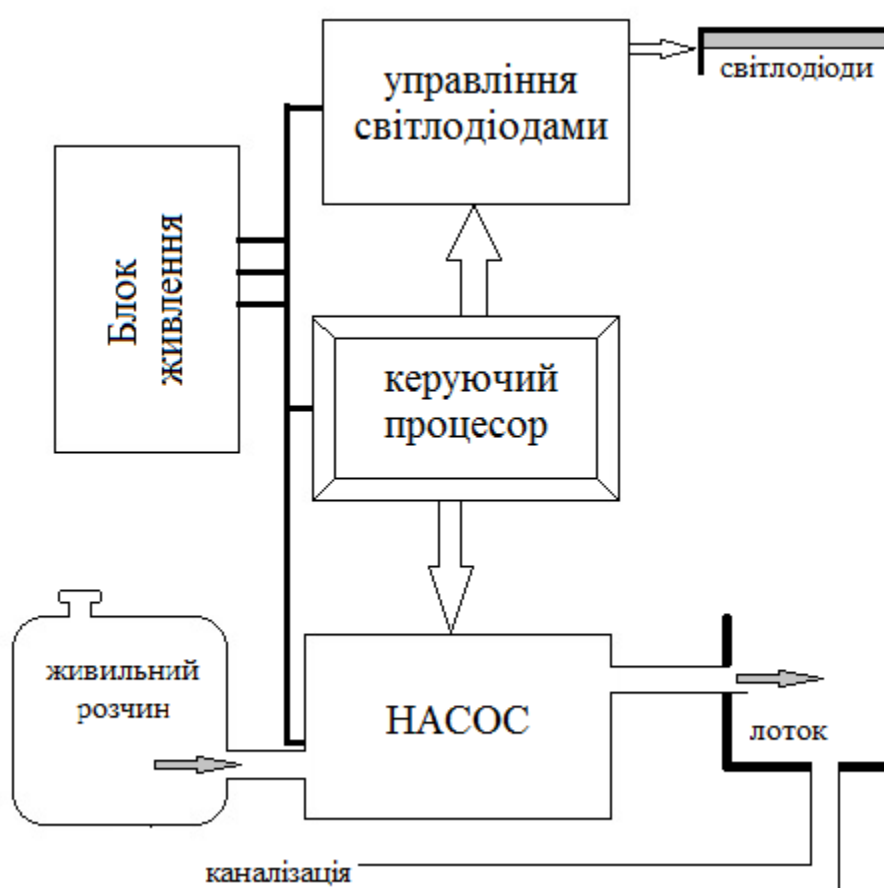 управління
світлодіодами
світлодіоди
Блок
живлення
керуючий
процесор
живильний
розчин
НАСОС
лоток
каналізація